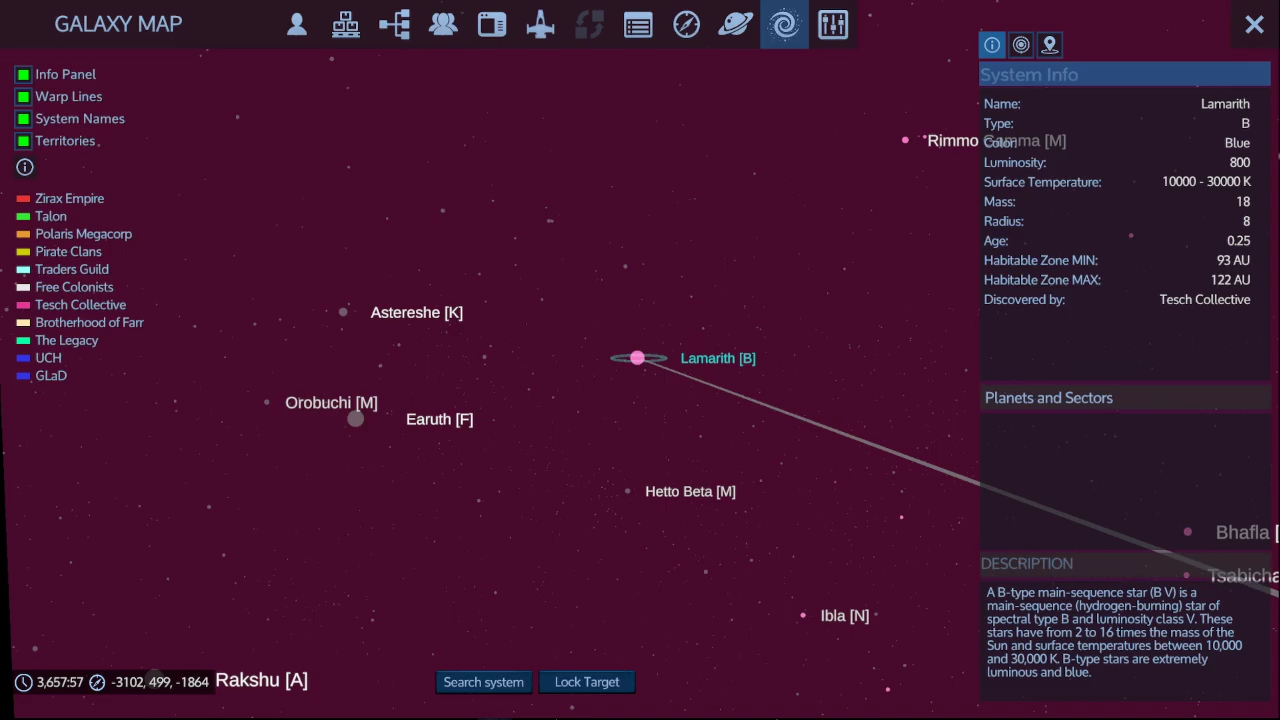 GALAXY MAP
Info Panel
Warp Lines
System Names
Territories
Zirax Empire
Talon
Polaris Megacorp
Pirate Clans
Traders Guild
Free Colonists
Tesch Collective
Brotherhood of Farr
The Legacy
UCH
GLaD
Rimmo Gamma [M]
Astereshe [K]
Lamarith [B]
Orobuchi [M]
Earuth [F]
Hetto Beta [M]
Ibla [N]
Rakshu [A]
Bhafla [
Tsabicha
3,657:57
-3102, 499, -1864
Search system
Lock Target
System Info
Name: Lamarith
Type: B
Color: Blue
Luminosity: 800
Surface Temperature: 10000 - 30000 K
Mass: 18
Radius: 8
Age: 0.25
Habitable Zone MIN: 93 AU
Habitable Zone MAX: 122 AU
Discovered by: Tesch Collective
Planets and Sectors
DESCRIPTION
A B-type main-sequence star (B V) is a
main-sequence (hydrogen-burning) star of
spectral type B and luminosity class V. These
stars have from 2 to 16 times the mass of the
Sun and surface temperatures between 10,000
and 30,000 K. B-type stars are extremely
luminous and blue.